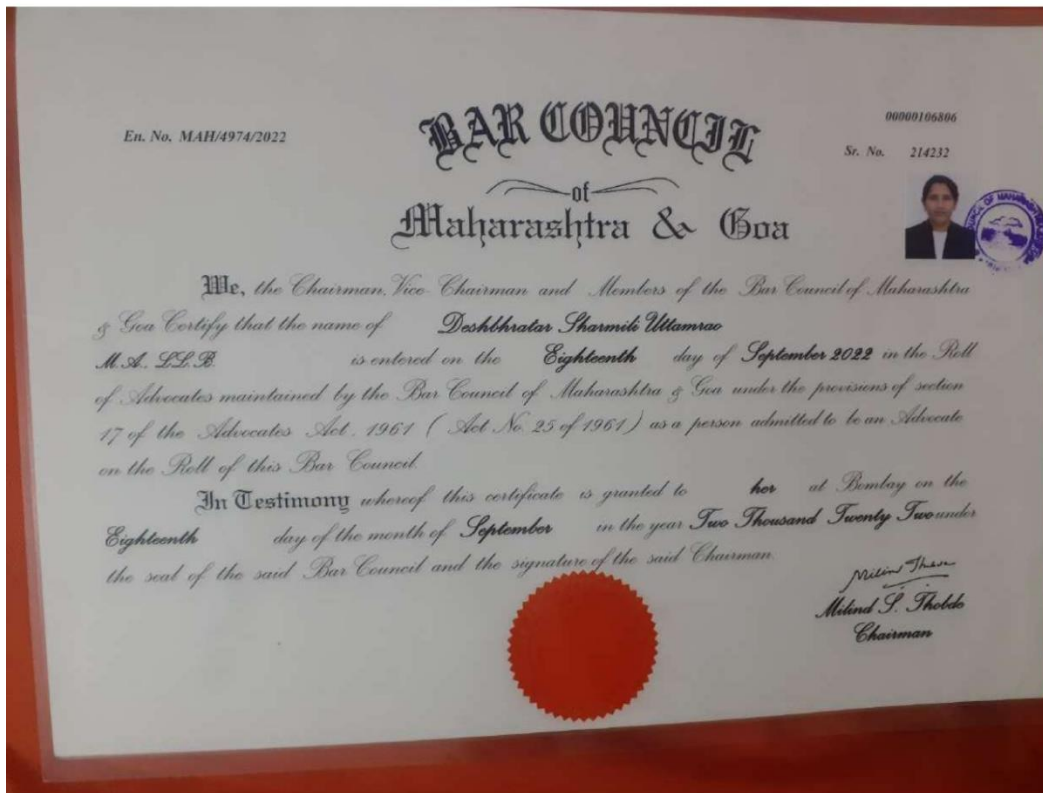 En. No. MAH/4974/2022
00000106806
Sr. No. 214232
BAR COUNCIL
of
Maharashtra & Goa
We, the Chairman, Vice Chairman and Members of the Bar Council of Maharashtra
& Goa Certify that the name of Deshbhratar Sharmili Uttamrao
M.A. LL.B. is entered on the Eighteenth day of September 2022 in the Roll
of Advocates maintained by the Bar Council of Maharashtra & Goa under the provisions of section
17 of the Advocates Act, 1961 ( Act No. 25 of 1961 ) as a person admitted to be an Advocate
on the Roll of this Bar Council.
In Testimony whereof this certificate is granted to her at Bombay on the
Eighteenth day of the month of September in the year Two Thousand Twenty Two under
the seal of the said Bar Council and the signature of the said Chairman
Milind S. Thobde
Chairman